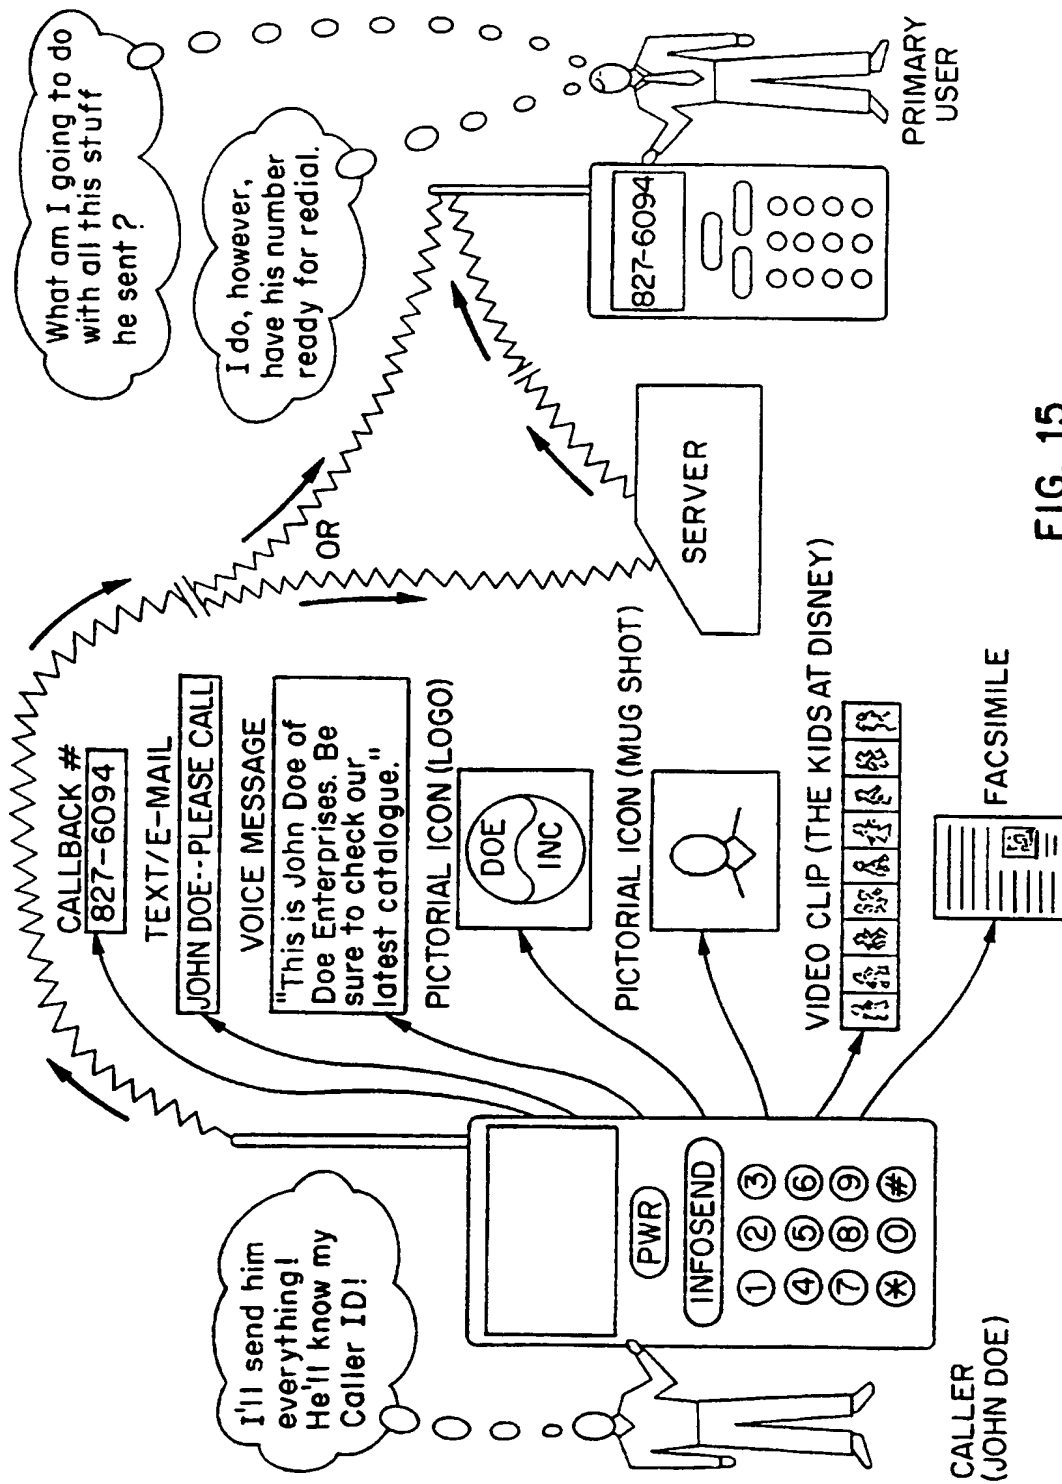 I'll send him
everything!
He'll know my
Caller ID!
CALLER
(JOHN DOE)
PWR
INFOSEND
1 2 3
4 5 6
7 8 9
* 0 #
CALLBACK #
827-6094
TEXT/E-MAIL
JOHN DOE--PLEASE CALL
VOICE MESSAGE
"This is John Doe of
Doe Enterprises. Be
sure to check our
latest catalogue."
PICTORIAL ICON (LOGO)
DOE
INC
PICTORIAL ICON (MUG SHOT)
VIDEO CLIP (THE KIDS AT DISNEY)
FACSIMILE
OR
SERVER
What am I going to do
with all this stuff
he sent?
I do, however,
have his number
ready for redial.
827-6094
PRIMARY
USER
FIG. 15